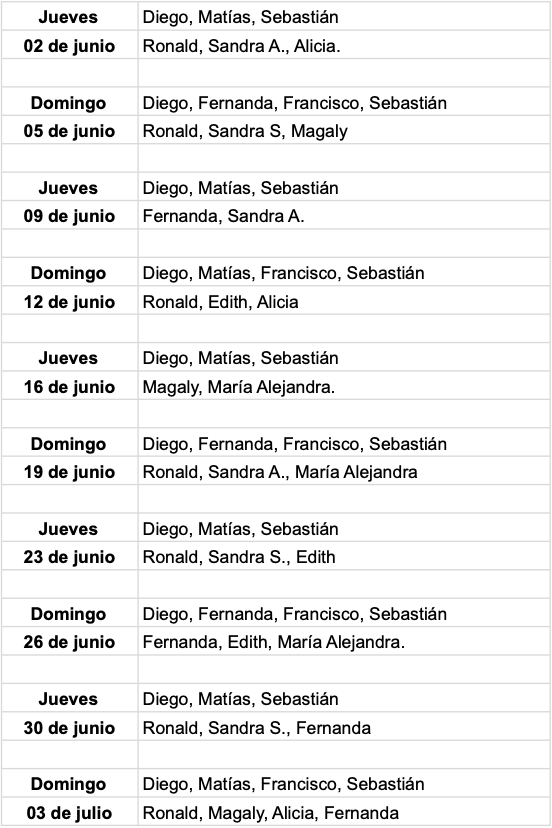 Jueves Diego, Matías, Sebastián
02 de junio Ronald, Sandra A., Alicia.
Domingo Diego, Fernanda, Francisco, Sebastián
05 de junio Ronald, Sandra S, Magaly
Jueves Diego, Matías, Sebastián
09 de junio Fernanda, Sandra A.
Domingo Diego, Matías, Francisco, Sebastián
12 de junio Ronald, Edith, Alicia
Jueves Diego, Matías, Sebastián
16 de junio Magaly, María Alejandra.
Domingo Diego, Fernanda, Francisco, Sebastián
19 de junio Ronald, Sandra A., María Alejandra
Jueves Diego, Matías, Sebastián
23 de junio Ronald, Sandra S., Edith
Domingo Diego, Fernanda, Francisco, Sebastián
26 de junio Fernanda, Edith, María Alejandra.
Jueves Diego, Matías, Sebastián
30 de junio Ronald, Sandra S., Fernanda
Domingo Diego, Matías, Francisco, Sebastián
03 de julio Ronald, Magaly, Alicia, Fernanda